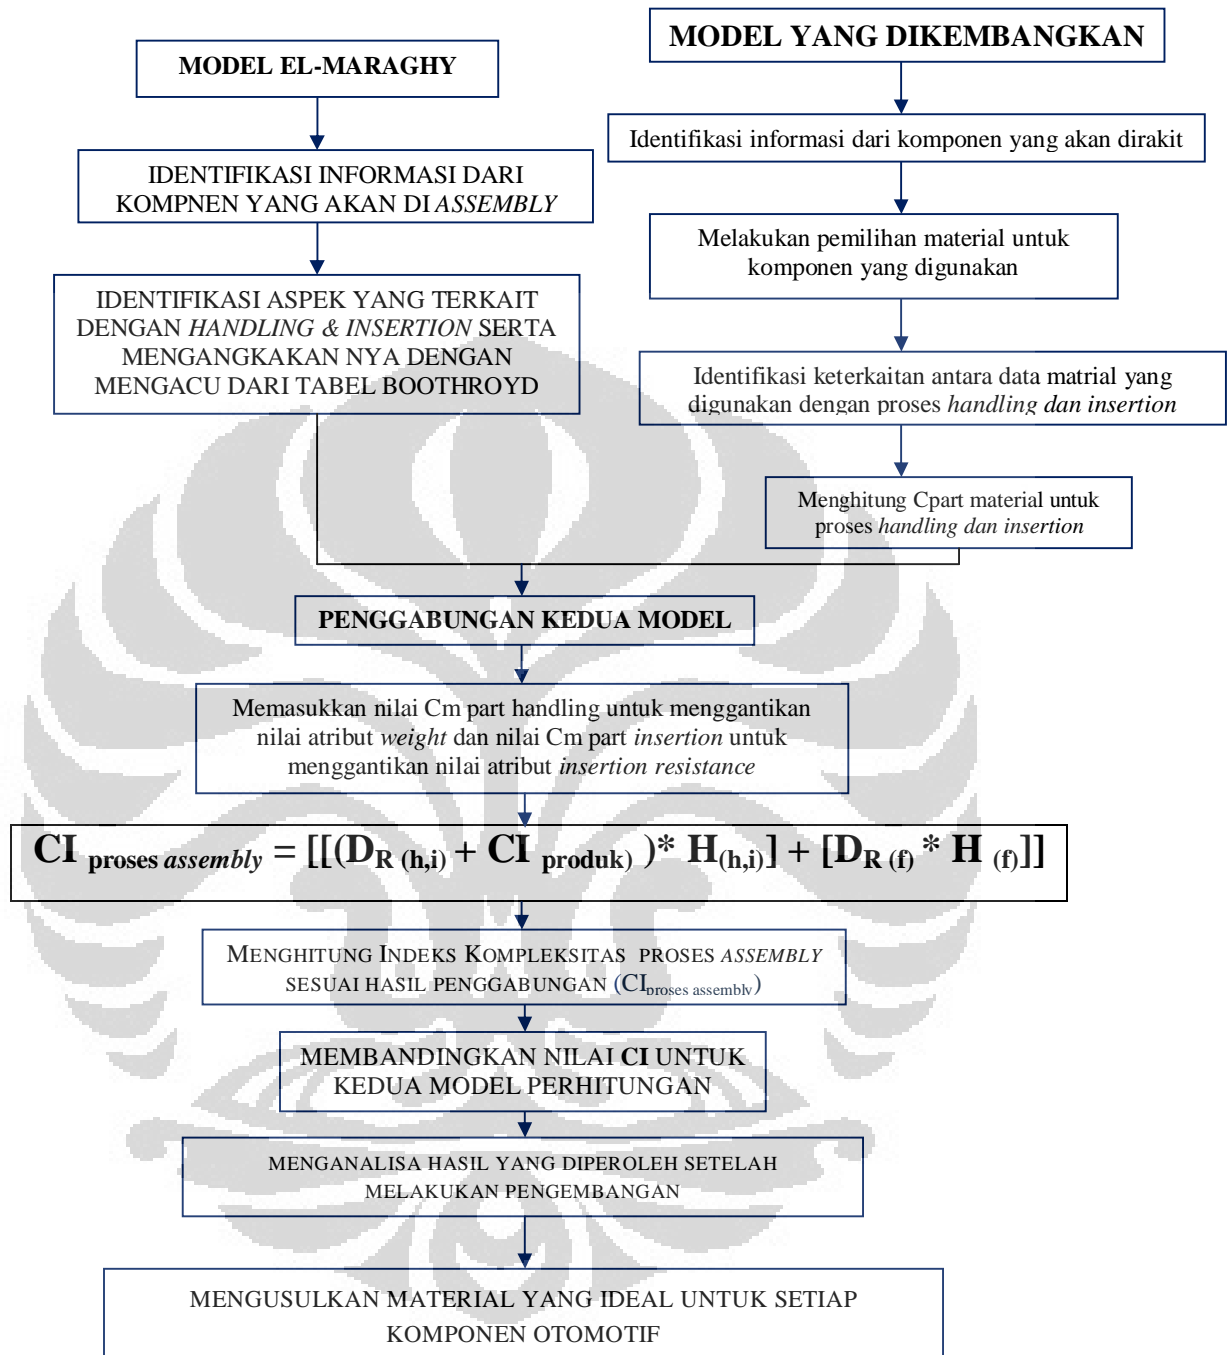 MODEL EL-MARAGHY
IDENTIFIKASI INFORMASI DARI
KOMPNEN YANG AKAN DI ASSEMBLY
IDENTIFIKASI ASPEK YANG TERKAIT
DENGAN HANDLING & INSERTION SERTA
MENGANGKAKAN NYA DENGAN
MENGACU DARI TABEL BOOTHROYD
MODEL YANG DIKEMBANGKAN
Identifikasi informasi dari komponen yang akan dirakit
Melakukan pemilihan material untuk
komponen yang digunakan
Identifikasi keterkaitan antara data matrial yang
digunakan dengan proses handling dan insertion
Menghitung Cpart material untuk
proses handling dan insertion
PENGGABUNGAN KEDUA MODEL
Memasukkan nilai Cm part handling untuk menggantikan
nilai atribut weight dan nilai Cm part insertion untuk
menggantikan nilai atribut insertion resistance
CI proses assembly = [[(D R (h,i) + CI produk) )* H(h,i)] + [D R (f) * H (f)]]
MENGHITUNG INDEKS KOMPLEKSITAS PROSES ASSEMBLY
SESUAI HASIL PENGGABUNGAN (CI proses assembly)
MEMBANDINGKAN NILAI CI UNTUK
KEDUA MODEL PERHITUNGAN
MENGANALISA HASIL YANG DIPEROLEH SETELAH
MELAKUKAN PENGEMBANGAN
MENGUSULKAN MATERIAL YANG IDEAL UNTUK SETIAP
KOMPONEN OTOMOTIF